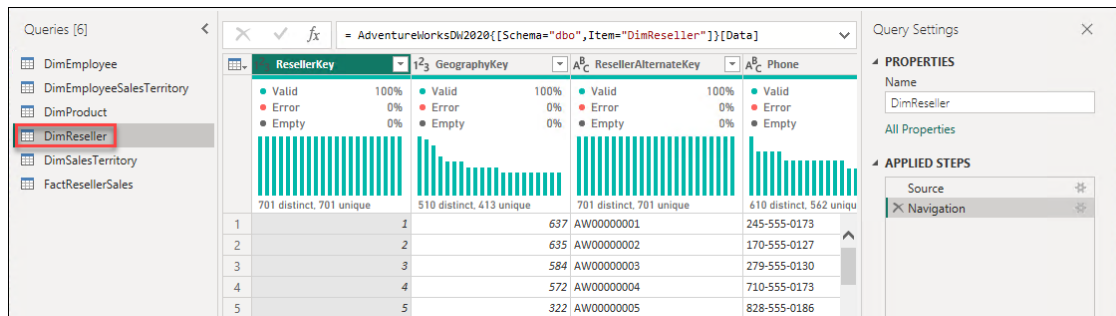 Queries [6]
DimEmployee
DimEmployeeSalesTerritory
DimProduct
DimReseller
DimSalesTerritory
FactResellerSales
fx = AdventureWorksDW2020{[Schema="dbo",Item="DimReseller"]}[Data]
ResellerKey 1²3 GeographyKey ABC ResellerAlternateKey ABC Phone
Valid 100% Valid 100% Valid 100% Valid
Error 0% Error 0% Error 0% Error
Empty 0% Empty 0% Empty 0% Empty
701 distinct, 701 unique 510 distinct, 413 unique 701 distinct, 701 unique 610 distinct, 562 uniqu
1 1 637 AW00000001 245-555-0173
2 2 635 AW00000002 170-555-0127
3 3 584 AW00000003 279-555-0130
4 4 572 AW00000004 710-555-0173
5 5 322 AW00000005 828-555-0186
Query Settings
PROPERTIES
Name
DimReseller
All Properties
APPLIED STEPS
Source
Navigation